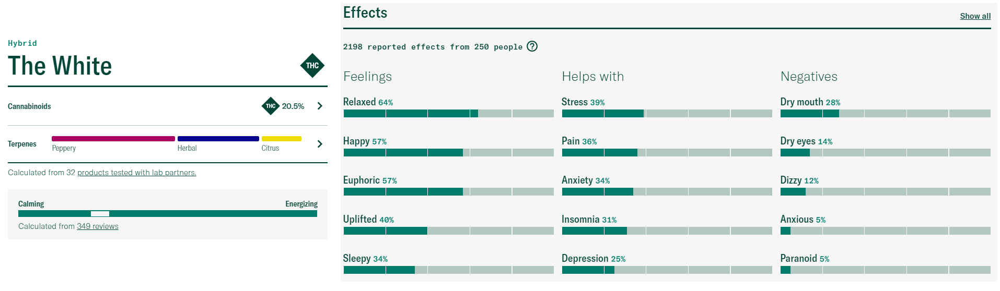 Hybrid
The White
THC
Cannabinoids
THC 20.5%
Terpenes
Peppery
Herbal
Citrus
Calculated from 32 products tested with lab partners.
Calming
Energizing
Calculated from 349 reviews
Effects
Show all
2198 reported effects from 250 people ?
Feelings
Relaxed 64%
Happy 57%
Euphoric 57%
Uplifted 40%
Sleepy 34%
Helps with
Stress 39%
Pain 36%
Anxiety 34%
Insomnia 31%
Depression 25%
Negatives
Dry mouth 28%
Dry eyes 14%
Dizzy 12%
Anxious 5%
Paranoid 5%